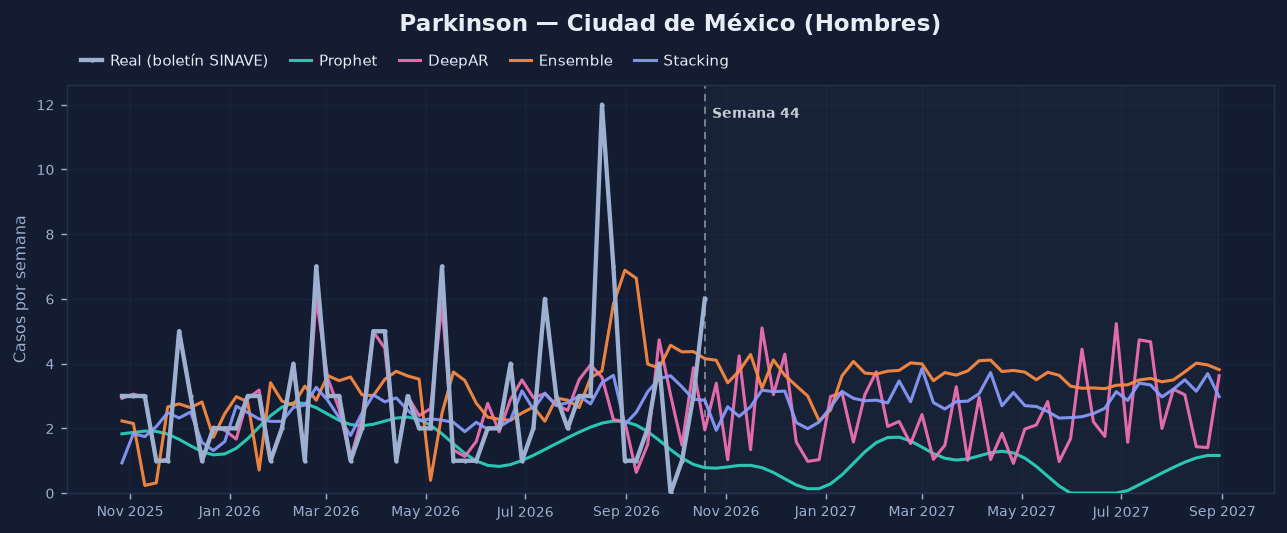 Parkinson — Ciudad de México (Hombres)
Real (boletín SINAVE) Prophet DeepAR Ensemble Stacking
Semana 44
Casos por semana
12
10
8
6
4
2
0
Nov 2025 Jan 2026 Mar 2026 May 2026 Jul 2026 Sep 2026 Nov 2026 Jan 2027 Mar 2027 May 2027 Jul 2027 Sep 2027